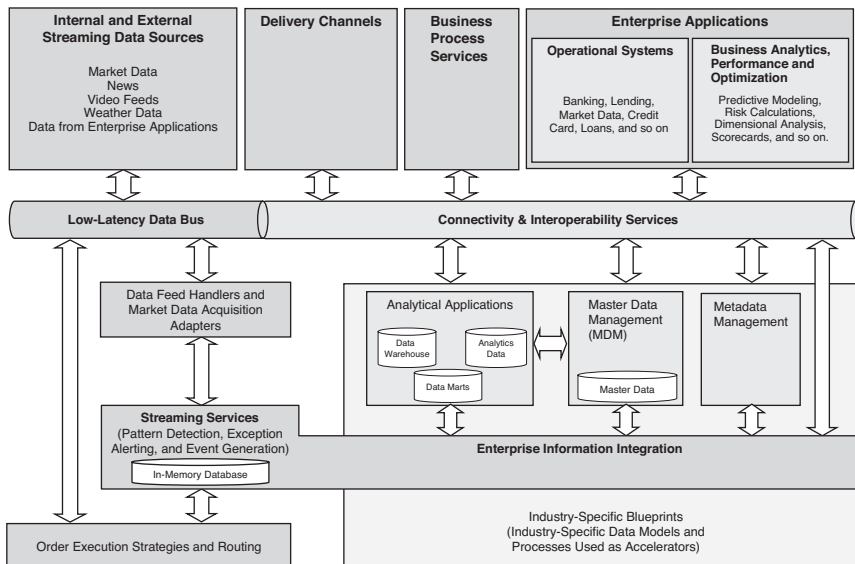 Internal and External
Streaming Data Sources
Market Data
News
Video Feeds
Weather Data
Data from Enterprise Applications
Delivery Channels
Business
Process
Services
Enterprise Applications
Operational Systems
Banking, Lending,
Market Data, Credit
Card, Loans, and so on
Business Analytics,
Performance and
Optimization
Predictive Modeling,
Risk Calculations,
Dimensional Analysis,
Scorecards, and so on.
Low-Latency Data Bus
Connectivity & Interoperability Services
Data Feed Handlers and
Market Data Acquisition
Adapters
Analytical Applications
Data
Warehouse
Analytics
Data
Data Marts
Master Data
Management
(MDM)
Master Data
Metadata
Management
Streaming Services
(Pattern Detection, Exception
Alerting, and Event Generation)
In-Memory Database
Enterprise Information Integration
Order Execution Strategies and Routing
Industry-Specific Blueprints
(Industry-Specific Data Models and
Processes Used as Accelerators)